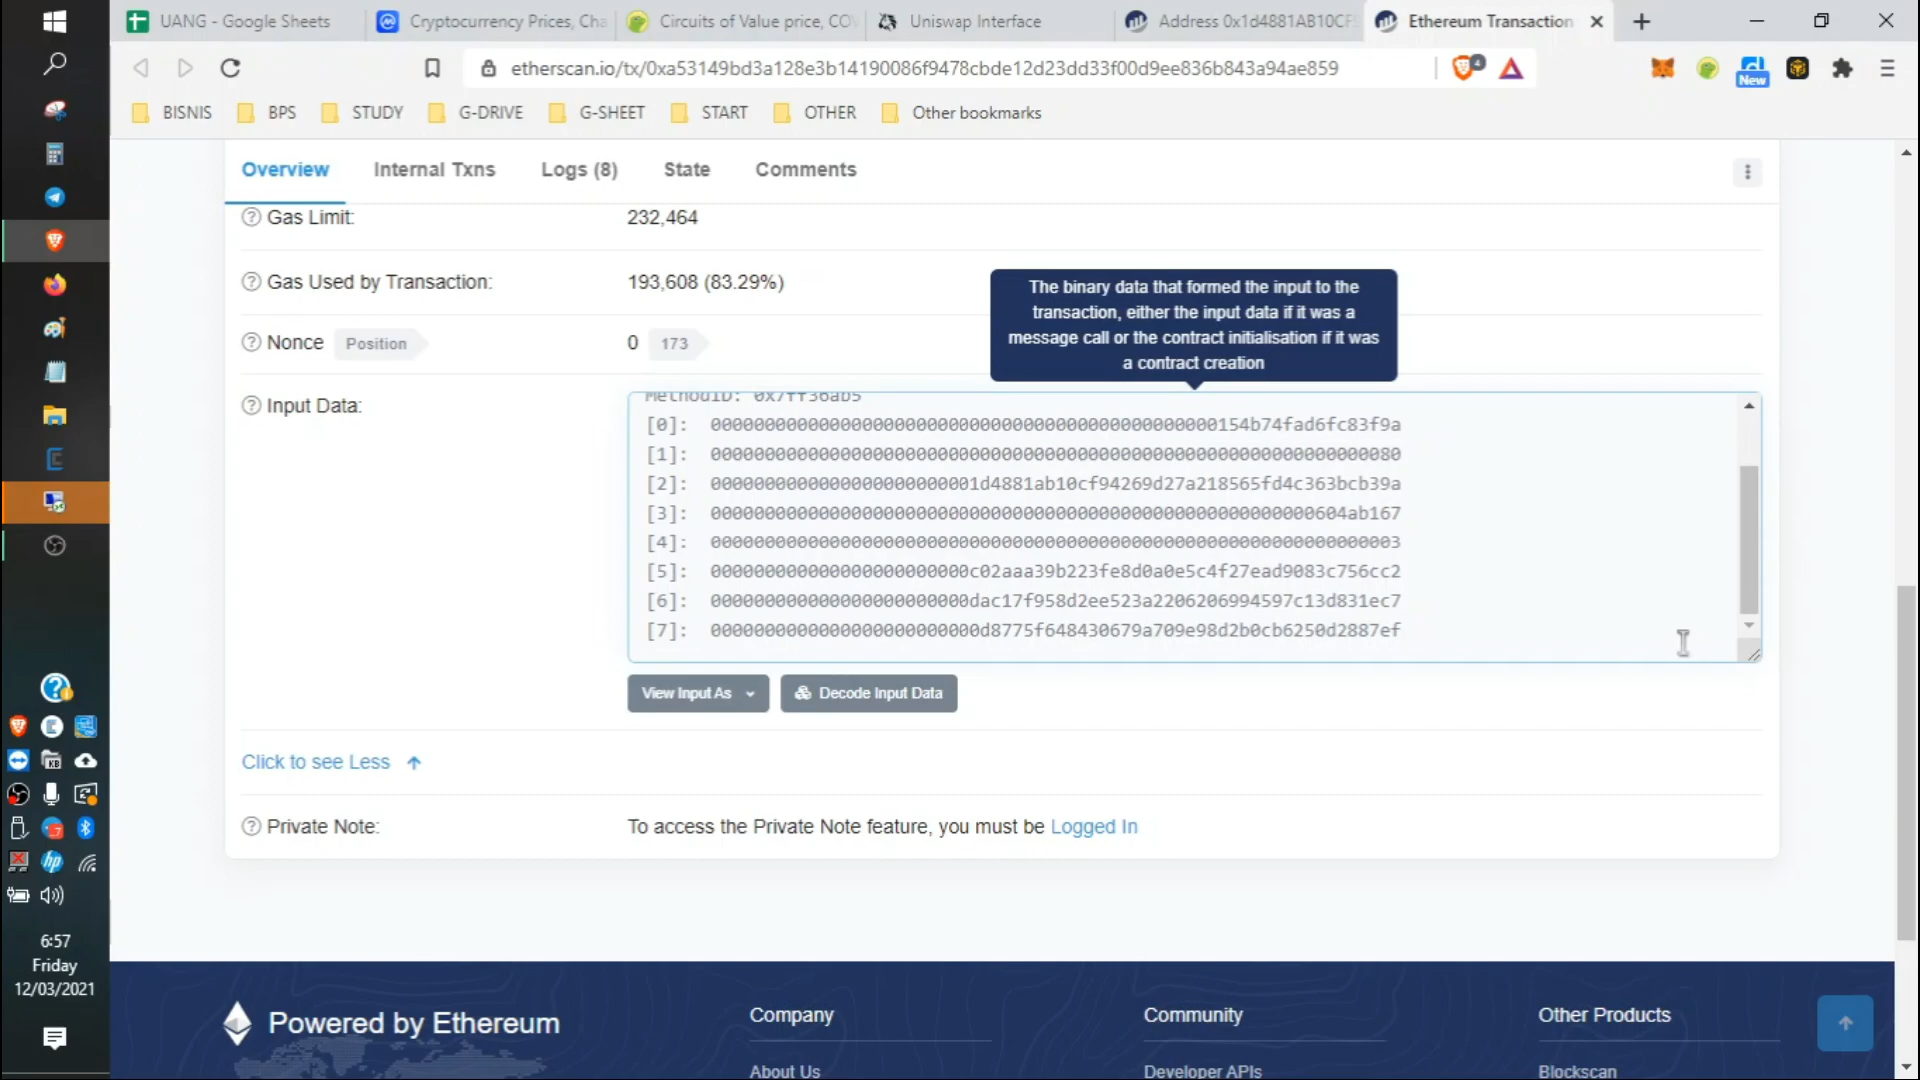 UANG - Google Sheets
Cryptocurrency Prices, Cha
Circuits of Value price, CO
Uniswap Interface
Address 0x1d4881AB10CF
Ethereum Transaction
etherscan.io/tx/0xa53149bd3a128e3b14190086f9478cbde12d23dd33f00d9ee836b843a94ae859
4
New
BISNIS
BPS
STUDY
G-DRIVE
G-SHEET
START
OTHER
Other bookmarks
Overview
Internal Txns
Logs (8)
State
Comments
Gas Limit:
232,464
Gas Used by Transaction:
193,608 (83.29%)
The binary data that formed the input to the
transaction, either the input data if it was a
message call or the contract initialisation if it was
a contract creation
Nonce Position
0 173
Input Data:
MethodID: 0x7ff36ab5
[0]: 000000000000000000000000000000000000000000000000154b74fad6fc83f9a
[1]: 0000000000000000000000000000000000000000000000000000000000000080
[2]: 0000000000000000000000001d4881ab10cf94269d27a218565fd4c363bcb39a
[3]: 00000000000000000000000000000000000000000000000000000000604ab167
[4]: 0000000000000000000000000000000000000000000000000000000000000003
[5]: 000000000000000000000000c02aaa39b223fe8d0a0e5c4f27ead9083c756cc2
[6]: 000000000000000000000000dac17f958d2ee523a2206206994597c13d831ec7
[7]: 0000000000000000000000000d8775f648430679a709e98d2b0cb6250d2887ef
View Input As
Decode Input Data
Click to see Less
Private Note:
To access the Private Note feature, you must be Logged In
6:57
Friday
12/03/2021
Powered by Ethereum
Company
Community
Other Products
About Us
Developer APIs
Blockscan